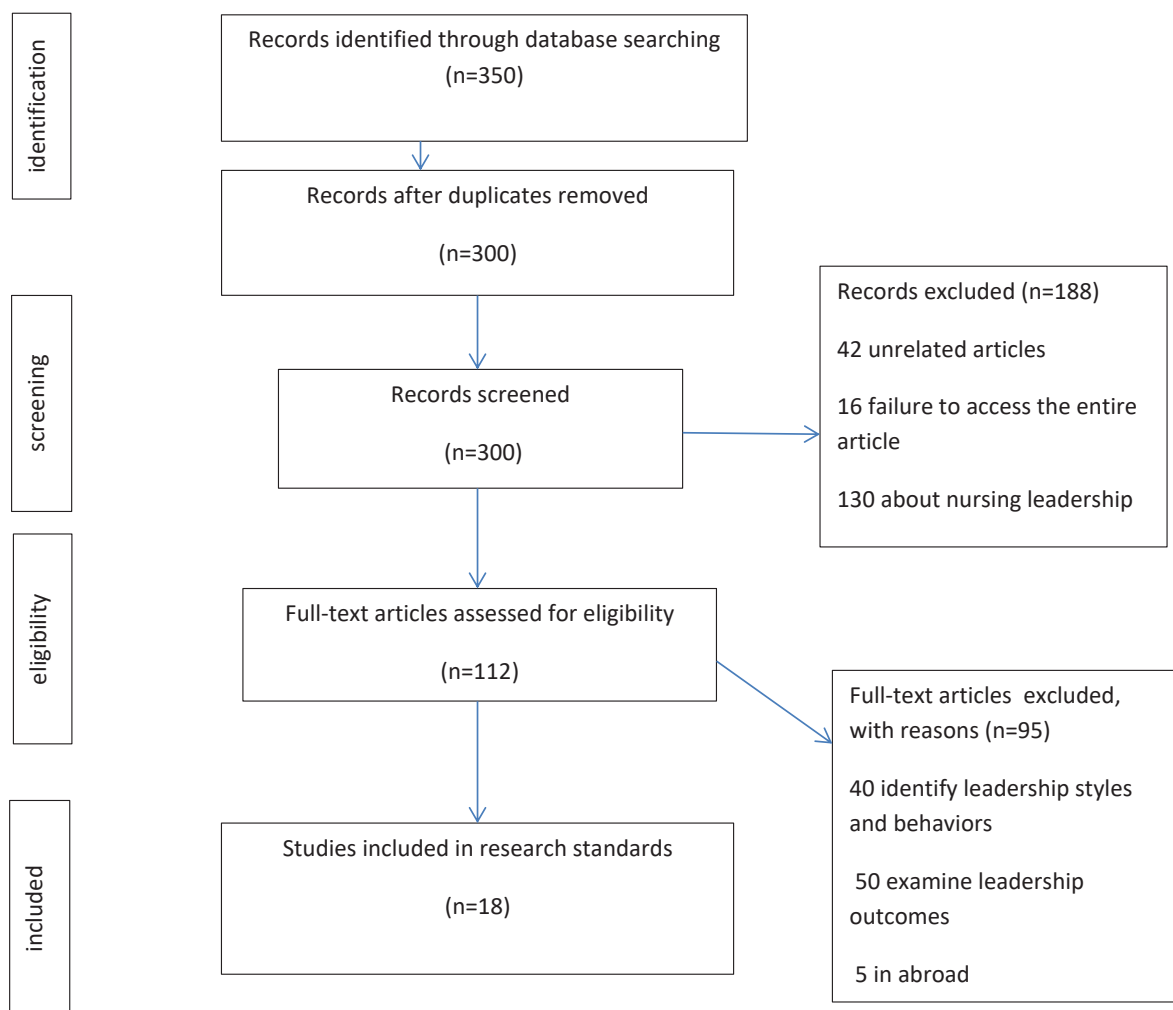 identification
Records identified through database searching
(n=350)
Records after duplicates removed
(n=300)
screening
Records screened
(n=300)
Records excluded (n=188)
42 unrelated articles
16 failure to access the entire
article
130 about nursing leadership
eligibility
Full-text articles assessed for eligibility
(n=112)
Full-text articles excluded,
with reasons (n=95)
40 identify leadership styles
and behaviors
50 examine leadership
outcomes
5 in abroad
included
Studies included in research standards
(n=18)